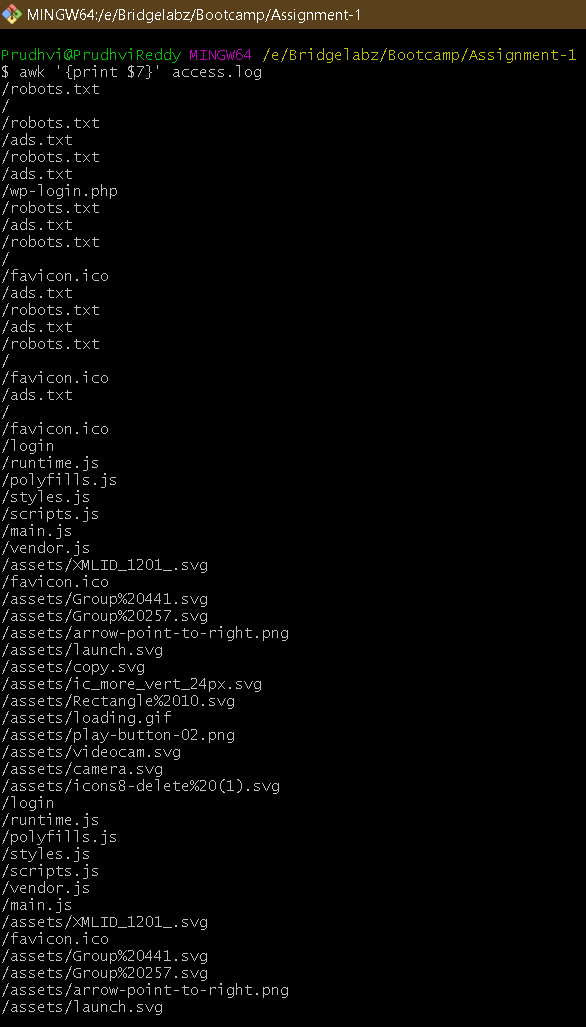 MINGW64:/e/Bridgelabz/Bootcamp/Assignment-1
Prudhvi@PrudhviReddy MINGW64 /e/Bridgelabz/Bootcamp/Assignment-1
$ awk '{print $7}' access.log
/robots.txt
/
/robots.txt
/ads.txt
/robots.txt
/ads.txt
/wp-login.php
/robots.txt
/ads.txt
/robots.txt
/
/favicon.ico
/ads.txt
/robots.txt
/ads.txt
/robots.txt
/
/favicon.ico
/ads.txt
/
/favicon.ico
/login
/runtime.js
/polyfills.js
/styles.js
/scripts.js
/main.js
/vendor.js
/assets/XMLID_1201_.svg
/favicon.ico
/assets/Group%20441.svg
/assets/Group%20257.svg
/assets/arrow-point-to-right.png
/assets/launch.svg
/assets/copy.svg
/assets/ic_more_vert_24px.svg
/assets/Rectangle%2010.svg
/assets/loading.gif
/assets/play-button-02.png
/assets/videocam.svg
/assets/camera.svg
/assets/icons8-delete%20(1).svg
/login
/runtime.js
/polyfills.js
/styles.js
/scripts.js
/vendor.js
/main.js
/assets/XMLID_1201_.svg
/favicon.ico
/assets/Group%20441.svg
/assets/Group%20257.svg
/assets/arrow-point-to-right.png
/assets/launch.svg